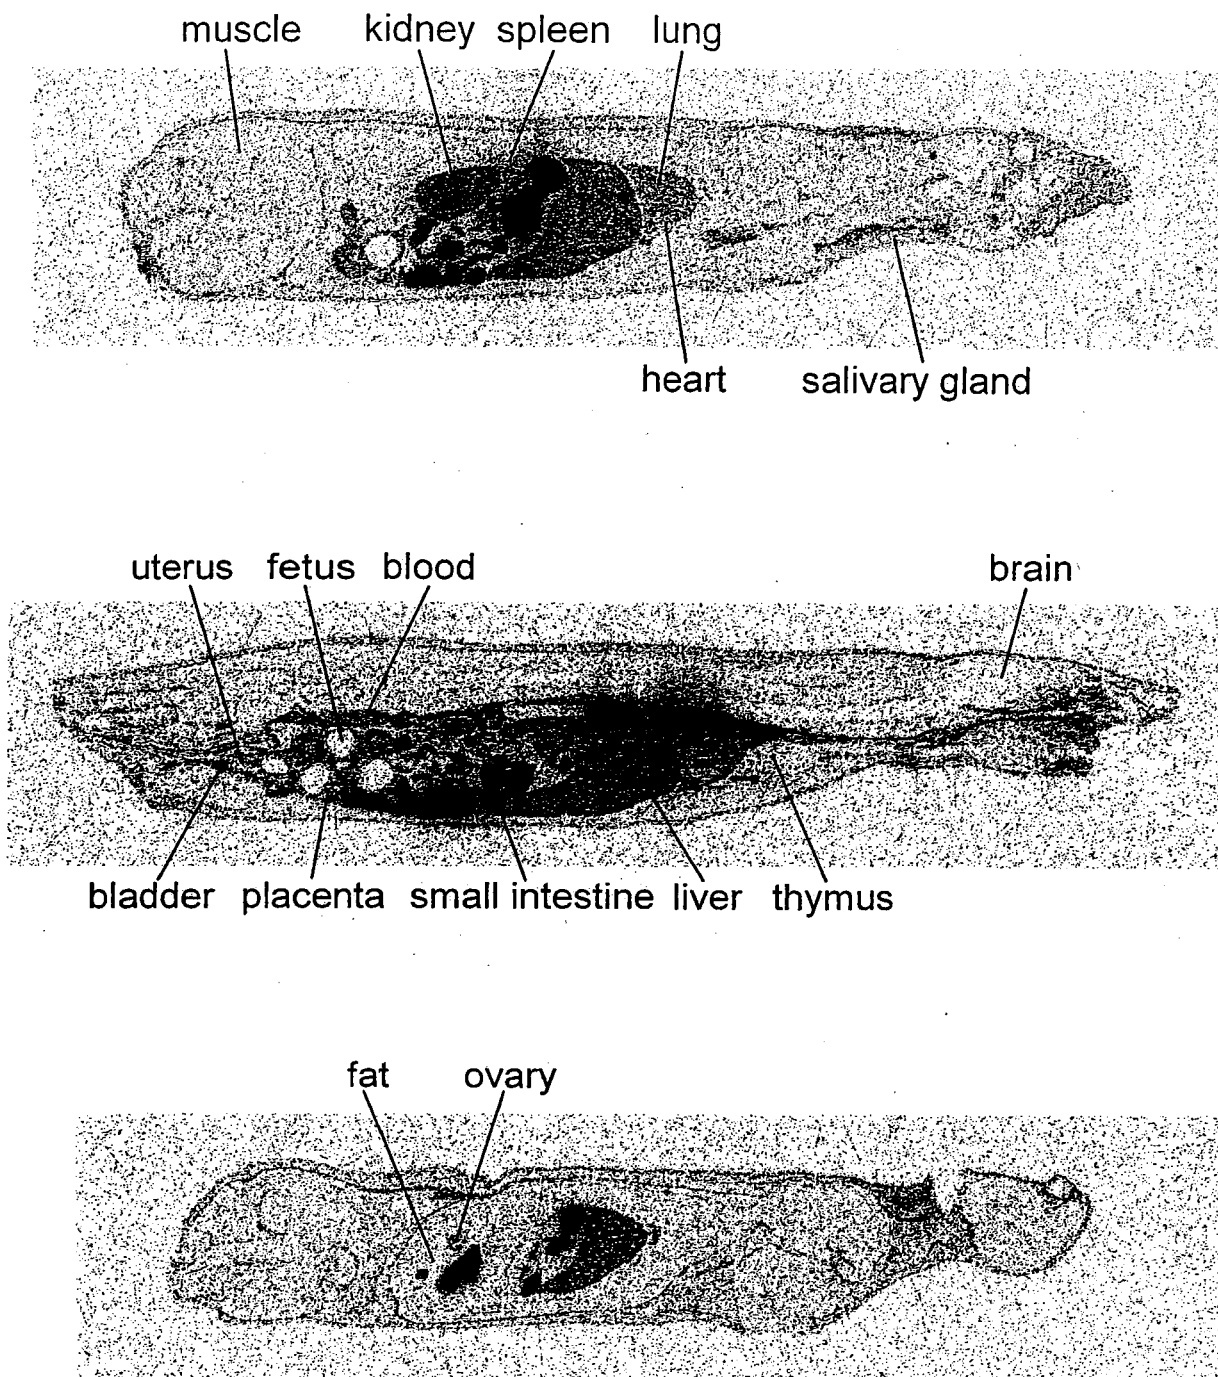 muscle kidney spleen lung
heart salivary gland
uterus fetus blood brain
bladder placenta small intestine liver thymus
fat ovary